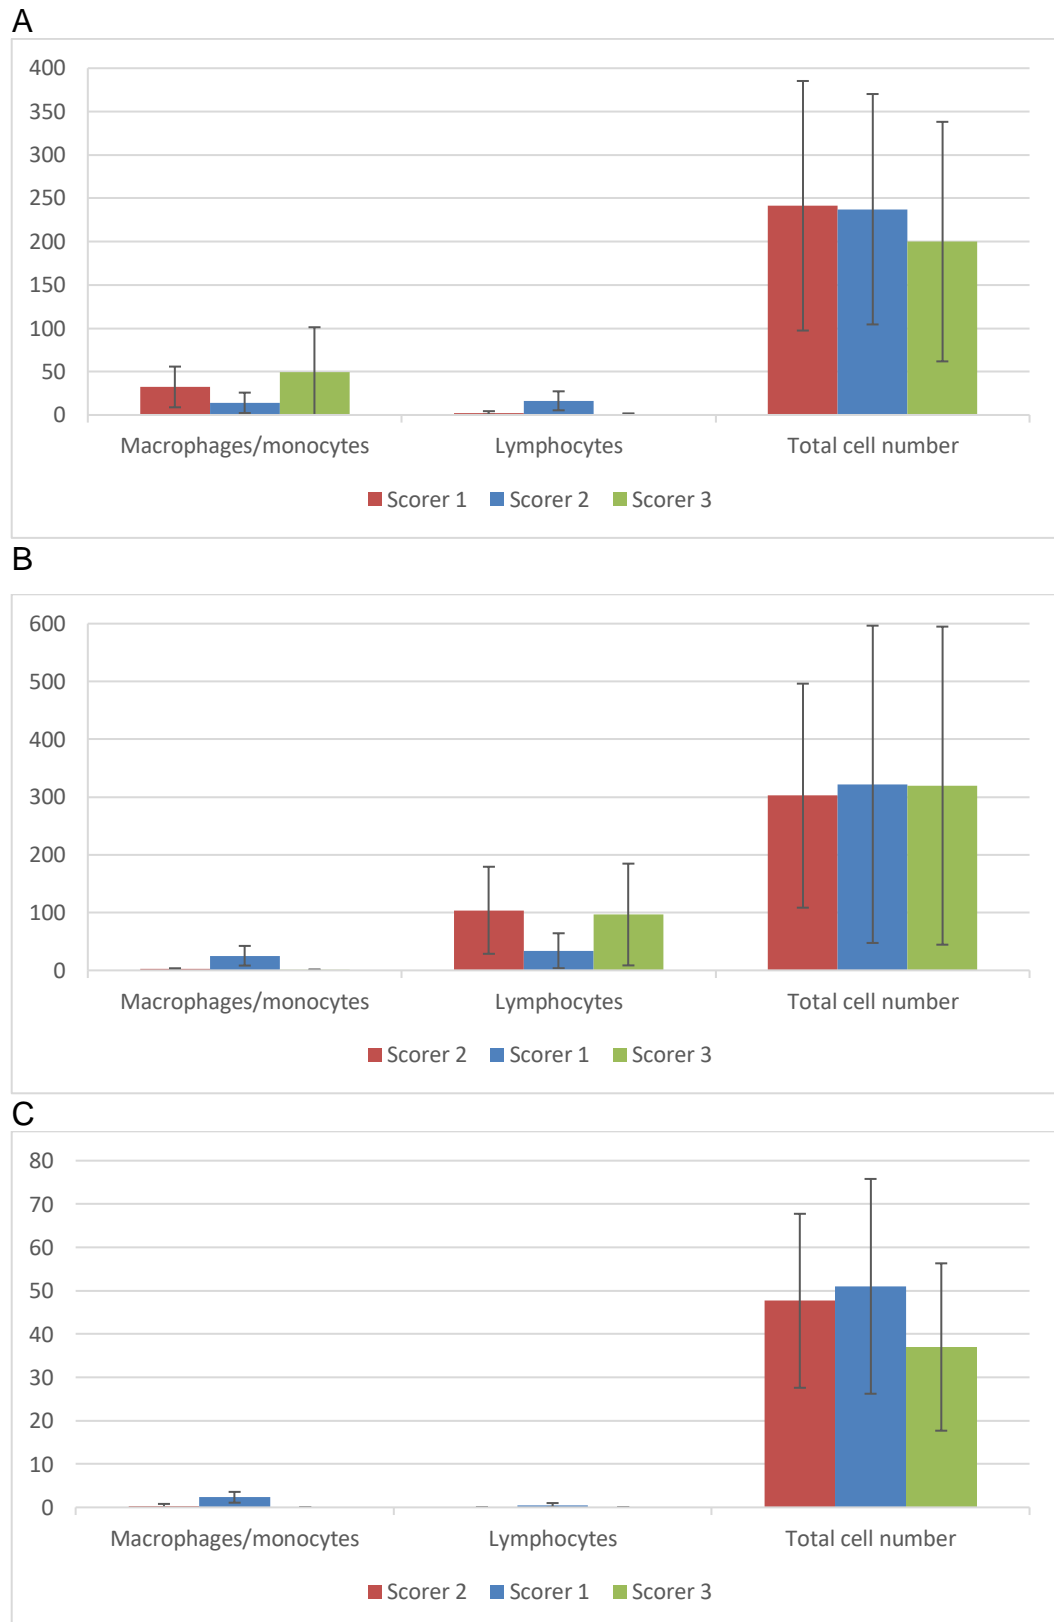 A
400
350
300
250
200
150
100
50
0
Macrophages/monocytes Lymphocytes Total cell number
Scorer 1 Scorer 2 Scorer 3
B
600
500
400
300
200
100
0
Macrophages/monocytes Lymphocytes Total cell number
Scorer 2 Scorer 1 Scorer 3
C
80
70
60
50
40
30
20
10
0
Macrophages/monocytes Lymphocytes Total cell number
Scorer 2 Scorer 1 Scorer 3